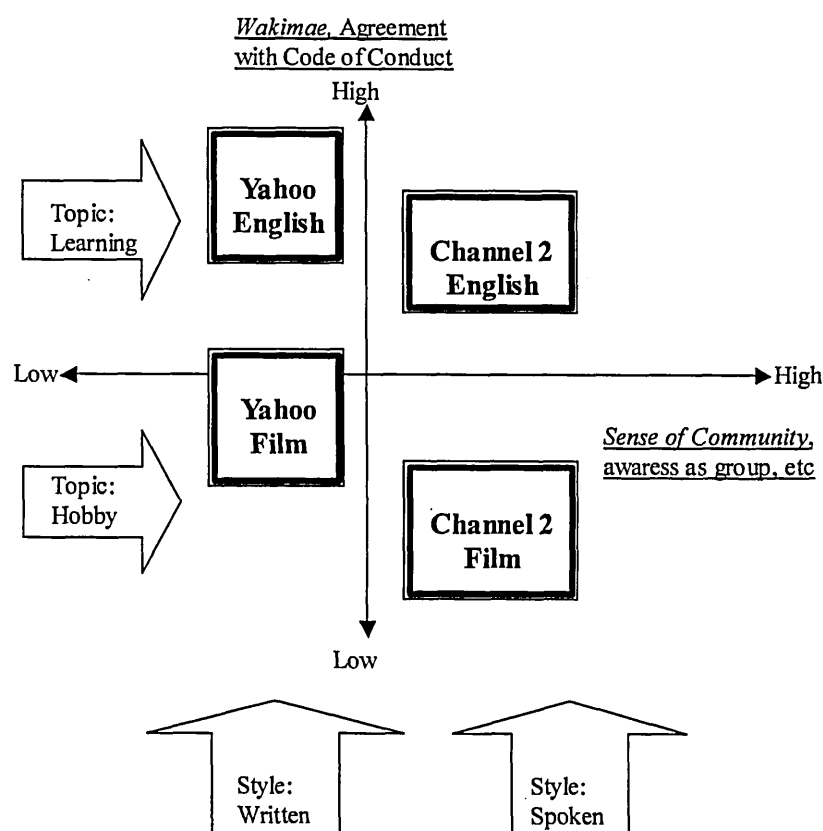 Wakimae, Agreement
with Code of Conduct
High
Yahoo
English
Topic:
Learning
Channel 2
English
Low
High
Yahoo
Film
Sense of Community,
awaress as group, etc
Topic:
Hobby
Channel 2
Film
Low
Style:
Written
Style:
Spoken